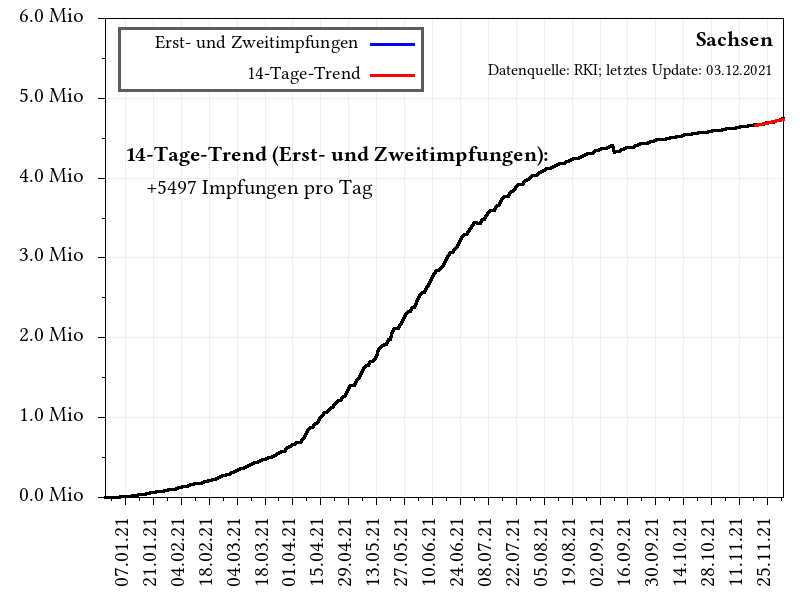 6.0 Mio
5.0 Mio
4.0 Mio
3.0 Mio
2.0 Mio
1.0 Mio
0.0 Mio
Erst- und Zweitimpfungen
14-Tage-Trend
Sachsen
Datenquelle: RKI; letztes Update: 03.12.2021
14-Tage-Trend (Erst- und Zweitimpfungen):
+5497 Impfungen pro Tag
07.01.21
21.01.21
04.02.21
18.02.21
04.03.21
18.03.21
01.04.21
15.04.21
29.04.21
13.05.21
27.05.21
10.06.21
24.06.21
08.07.21
22.07.21
05.08.21
19.08.21
02.09.21
16.09.21
30.09.21
14.10.21
28.10.21
11.11.21
25.11.21